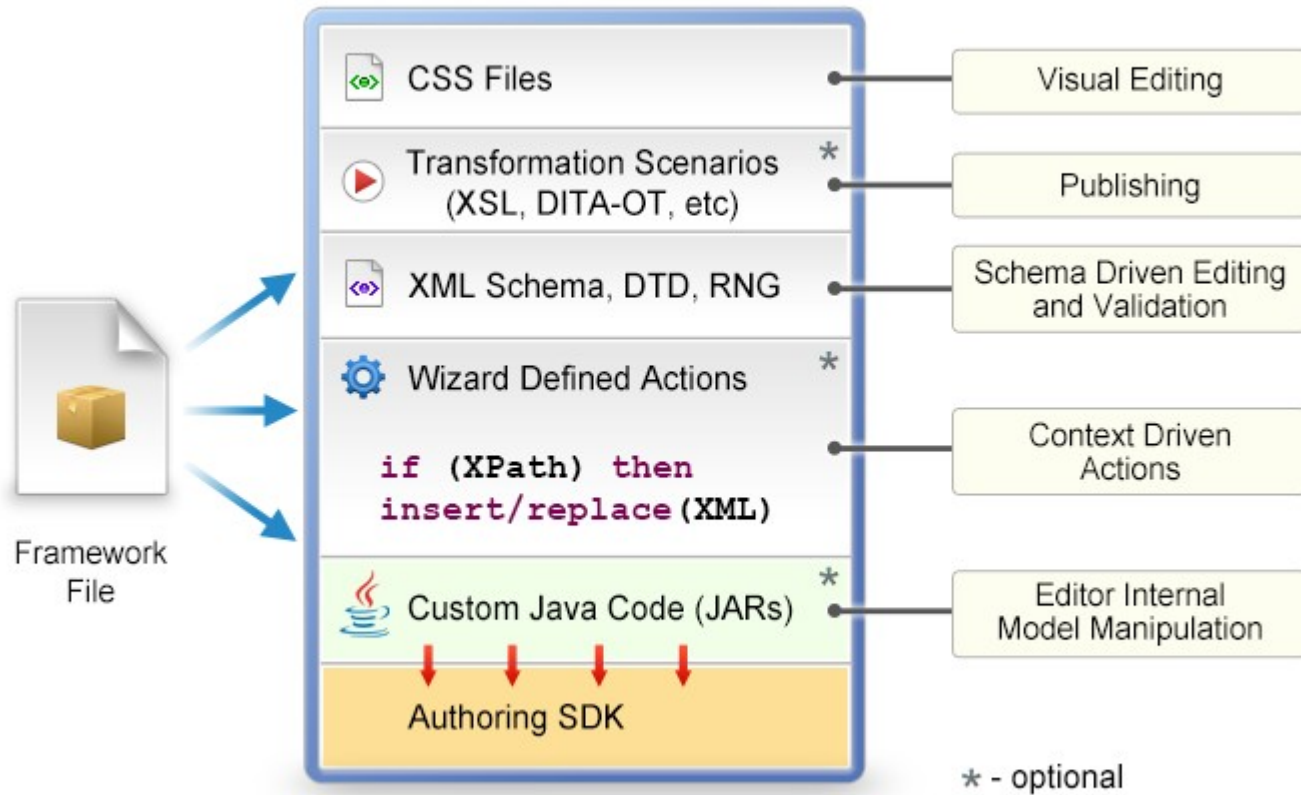 CSS Files
Visual Editing
*
Transformation Scenarios
(XSL, DITA-OT, etc)
Publishing
XML Schema, DTD, RNG
Schema Driven Editing
and Validation
*
Wizard Defined Actions
if (XPath) then
insert/replace(XML)
Context Driven
Actions
Framework
File
*
Custom Java Code (JARs)
Editor Internal
Model Manipulation
Authoring SDK
* - optional